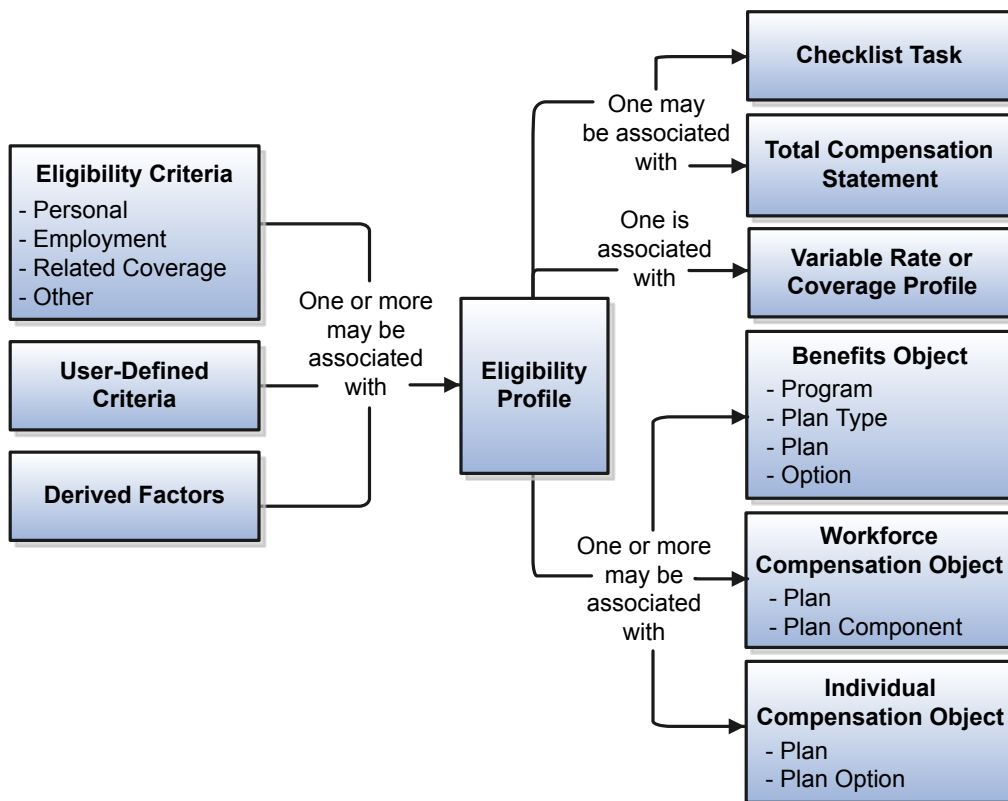 Eligibility Criteria
- Personal
- Employment
- Related Coverage
- Other
User-Defined
Criteria
Derived Factors
One or more
may be
associated
with
Eligibility
Profile
One may
be associated
with
Checklist Task
Total Compensation
Statement
One is
associated
with
Variable Rate or
Coverage Profile
One or more
may be
associated
with
Benefits Object
- Program
- Plan Type
- Plan
- Option
Workforce
Compensation Object
- Plan
- Plan Component
Individual
Compensation Object
- Plan
- Plan Option